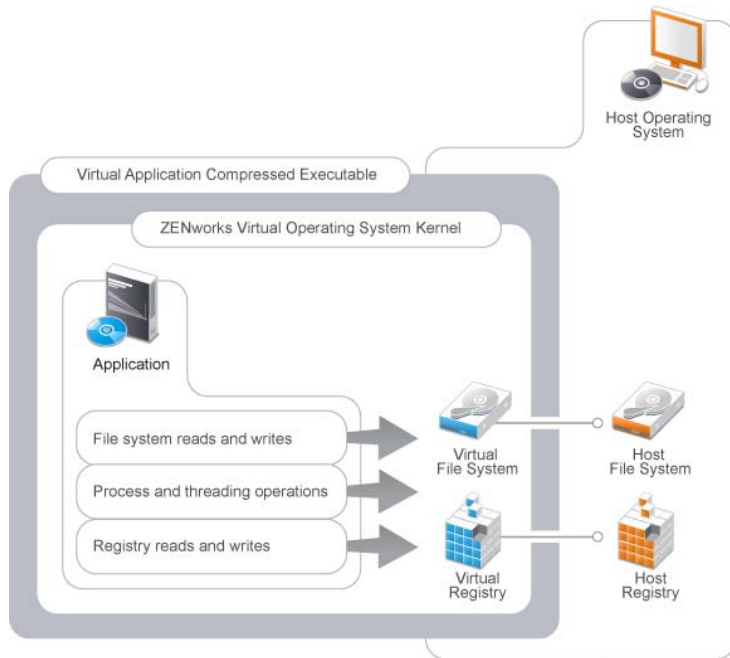 Host Operating
System
Virtual Application Compressed Executable
ZENworks Virtual Operating System Kernel
Application
File system reads and writes
Process and threading operations
Registry reads and writes
Virtual
File System
Host
File System
Virtual
Registry
Host
Registry